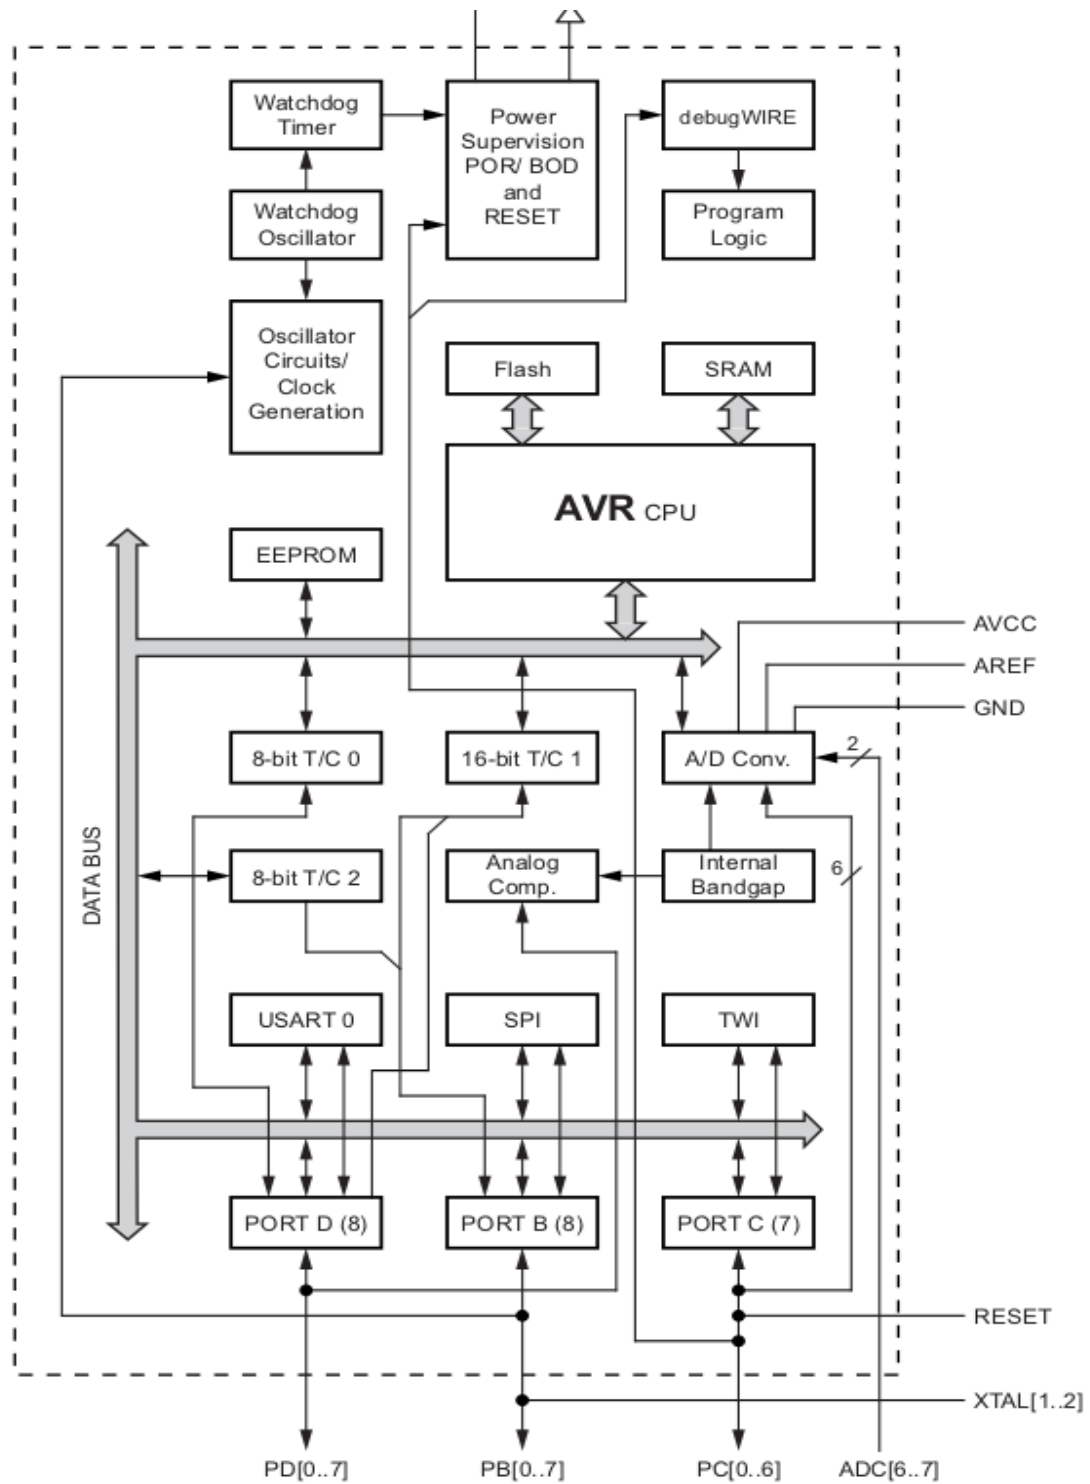 Watchdog
Timer
Power
Supervision
POR/ BOD
and
RESET
debugWIRE
Watchdog
Oscillator
Program
Logic
Oscillator
Circuits/
Clock
Generation
Flash
SRAM
AVR CPU
EEPROM
AVCC
AREF
GND
8-bit T/C 0
16-bit T/C 1
A/D Conv.
2
DATA BUS
8-bit T/C 2
Analog
Comp.
Internal
Bandgap
6
USART 0
SPI
TWI
PORT D (8)
PORT B (8)
PORT C (7)
RESET
XTAL[1..2]
PD[0..7]
PB[0..7]
PC[0..6]
ADC[6..7]